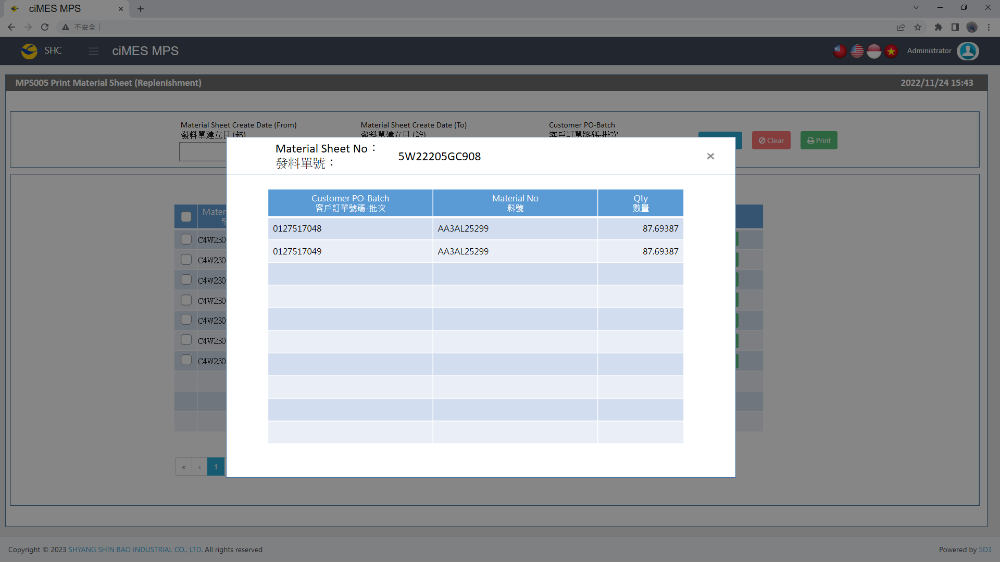 ciMES MPS
不安全
SHC
ciMES MPS
Administrator
MPS005 Print Material Sheet (Replenishment)
2022/11/24 15:43
Material Sheet Create Date (From)
發料單建立日 (起)
Material Sheet Create Date (To)
發料單建立日 (訖)
Customer PO-Batch
客戶訂單號碼-批次
Clear
Print
Material Sheet No：
發料單號：
5W22205GC908
Customer PO-Batch
客戶訂單號碼-批次
Material No
料號
Qty
數量
0127517048
AA3AL25299
87.69387
0127517049
AA3AL25299
87.69387
Mater
發
C4W230
C4W230
C4W230
C4W230
C4W230
C4W230
C4W230
« ‹ 1
Copyright © 2023 SHYANG SHIN BAO INDUSTRIAL CO., LTD. All rights reserved
Powered by SD3